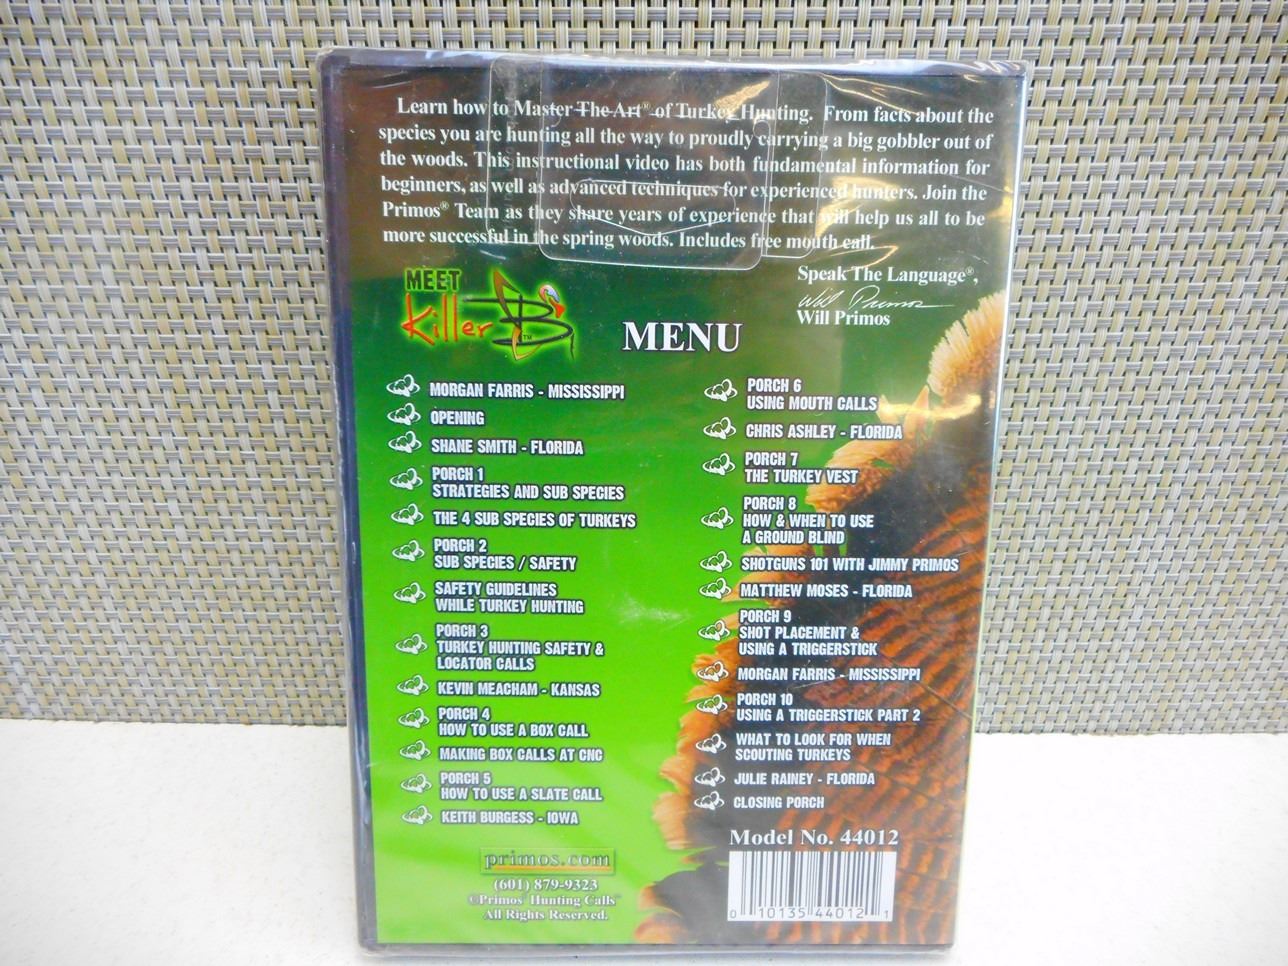 Learn how to Master The Art® of Turkey Hunting. From facts about the
species you are hunting all the way to proudly carrying a big gobbler out of
the woods. This instructional video has both fundamental information for
beginners, as well as advanced techniques for experienced hunters. Join the
Primos® Team as they share years of experience that will help us all to be
more successful in the spring woods. Includes free mouth call.
Speak The Language®,
Will Primos
Will Primos
MEET
Killer B™
MENU
MORGAN FARRIS - MISSISSIPPI
OPENING
SHANE SMITH - FLORIDA
PORCH 1
STRATEGIES AND SUB SPECIES
THE 4 SUB SPECIES OF TURKEYS
PORCH 2
SUB SPECIES / SAFETY
SAFETY GUIDELINES
WHILE TURKEY HUNTING
PORCH 3
TURKEY HUNTING SAFETY &
LOCATOR CALLS
KEVIN MEACHAM - KANSAS
PORCH 4
HOW TO USE A BOX CALL
MAKING BOX CALLS AT CNC
PORCH 5
HOW TO USE A SLATE CALL
KEITH BURGESS - IOWA
PORCH 6
USING MOUTH CALLS
CHRIS ASHLEY - FLORIDA
PORCH 7
THE TURKEY VEST
PORCH 8
HOW & WHEN TO USE
A GROUND BLIND
SHOTGUNS 101 WITH JIMMY PRIMOS
MATTHEW MOSES - FLORIDA
PORCH 9
SHOT PLACEMENT &
USING A TRIGGERSTICK
MORGAN FARRIS - MISSISSIPPI
PORCH 10
USING A TRIGGERSTICK PART 2
WHAT TO LOOK FOR WHEN
SCOUTING TURKEYS
JULIE RAINEY - FLORIDA
CLOSING PORCH
primos.com
(601) 879-9323
©Primos® Hunting Calls™
All Rights Reserved.
Model No. 44012
0 10135 44012 1